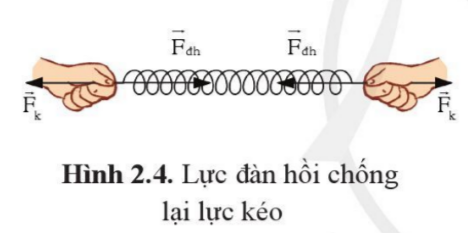 F⃗đh F⃗đh
F⃗k F⃗k
Hình 2.4. Lực đàn hồi chống
lại lực kéo